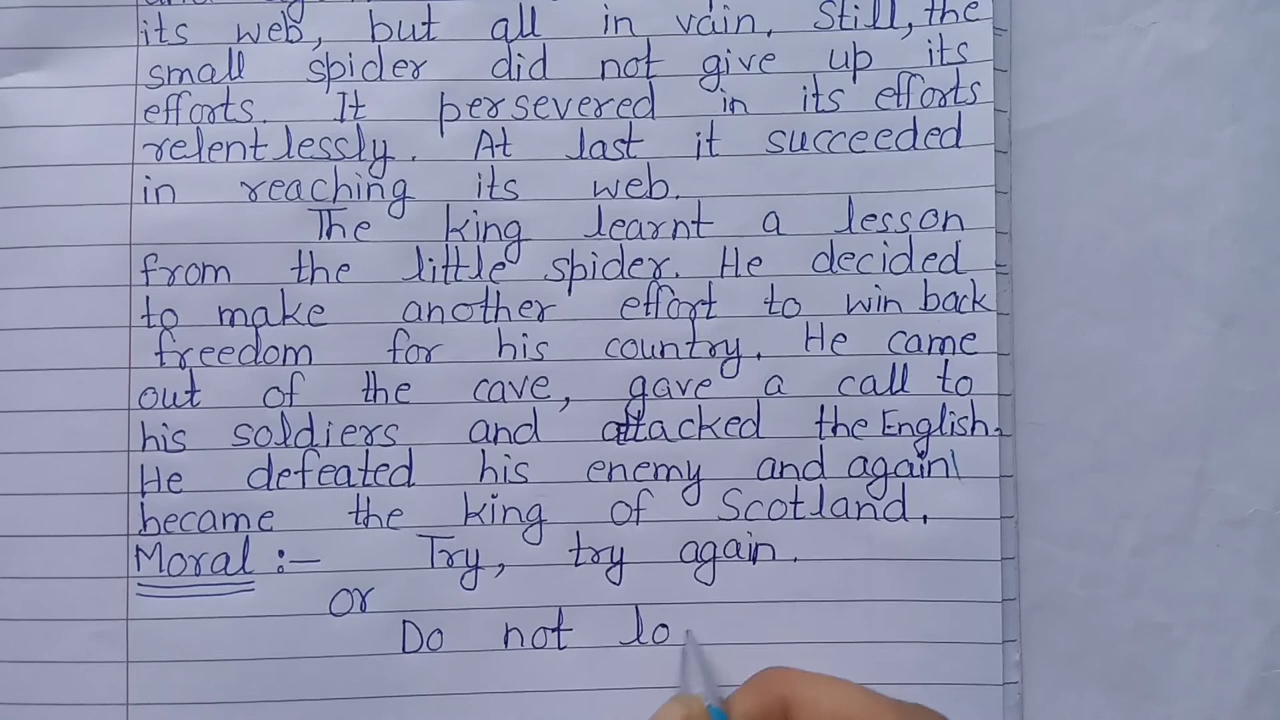 its web, but all in vain. Still, the
small spider did not give up its
efforts. It persevered in its efforts
relentlessly. At last it succeeded
in reaching its web.
The king learnt a lesson
from the little spider. He decided
to make another effort to win back
freedom for his country. He came
out of the cave, gave a call to
his soldiers and attacked the English.
He defeated his enemy and again
became the king of Scotland.
Moral :- Try, try again.
Or
Do not lo